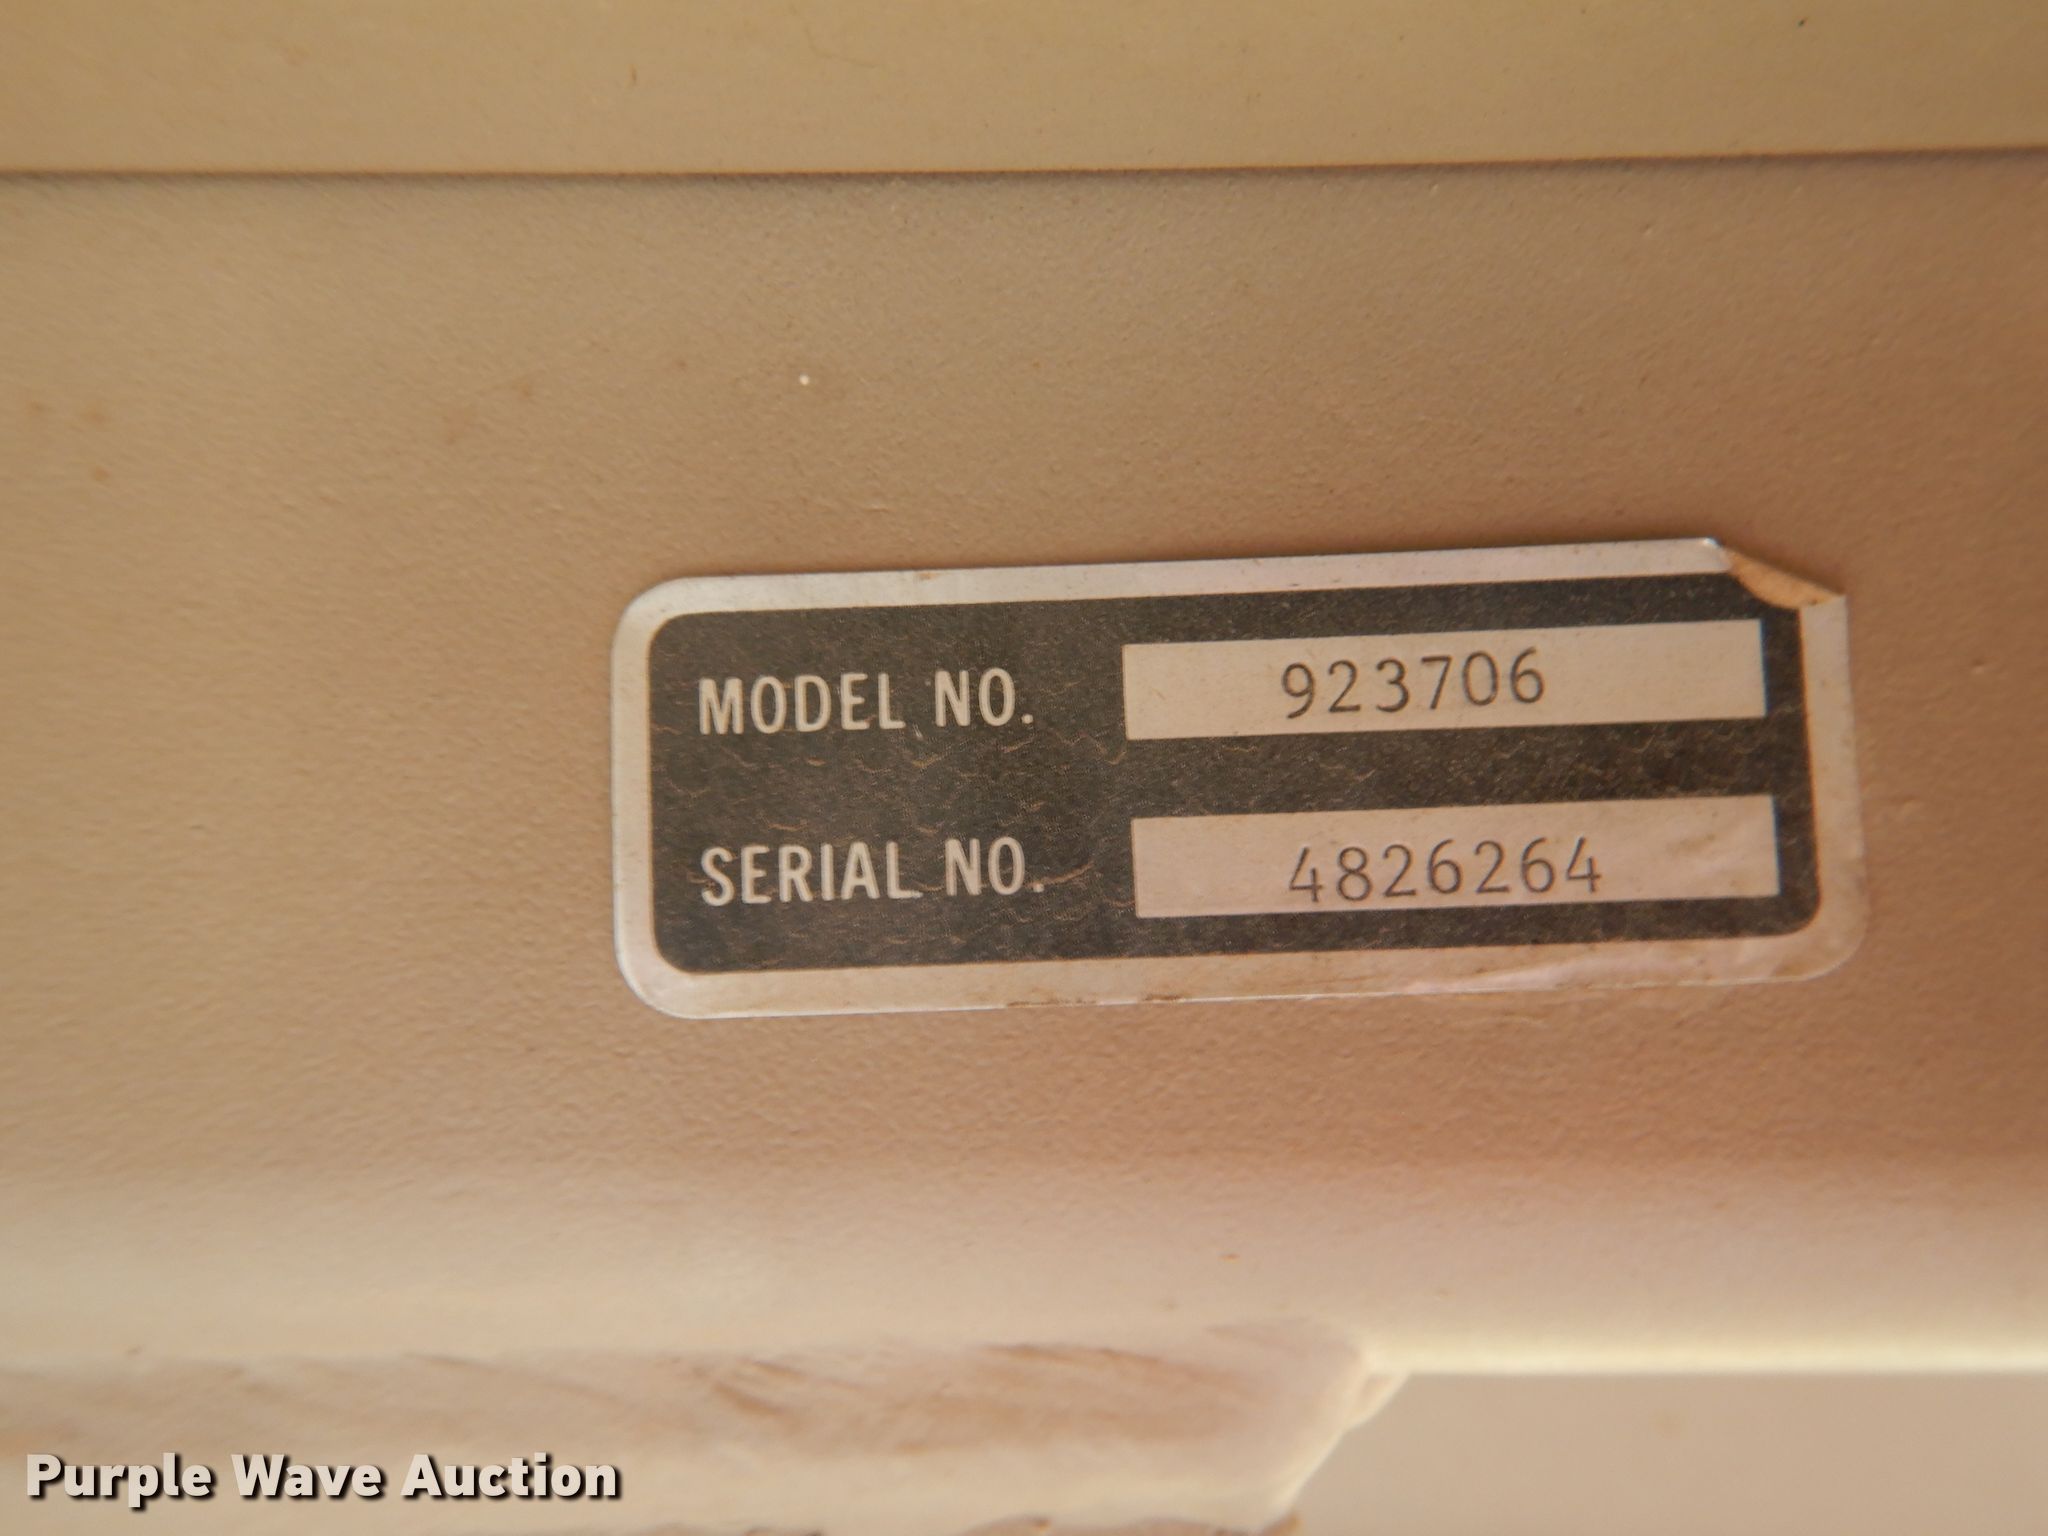 MODEL NO. 923706
SERIAL NO. 4826264
Purple Wave Auction